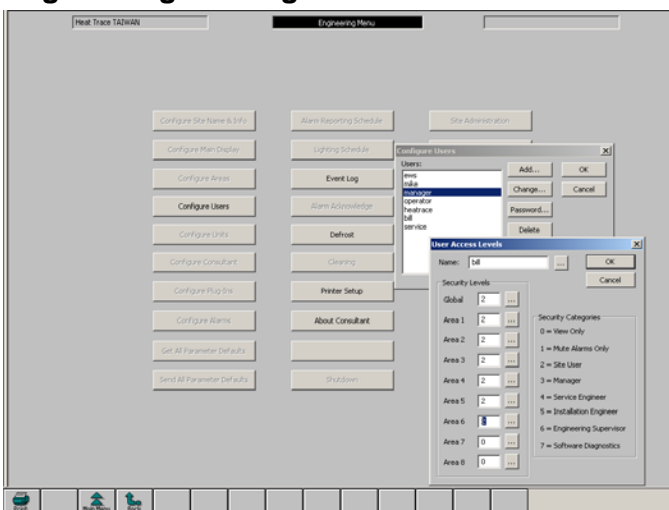 Heat Trace TAIWAN
Engineering Menu
Configure Site Name & Info
Alarm Reporting Schedule
Site Administration
Configure Main Display
Lighting Schedule
Configure Areas
Event Log
Configure Users
Alarm Acknowledge
Configure Units
Defrost
Configure Consultant
Cleaning
Configure Plug-Ins
Printer Setup
Configure Alarms
About Consultant
Get All Parameter Defaults
Send All Parameter Defaults
Shutdown
Configure Users
Users:
ews
mike
manager
operator
heatrace
bill
service
Add...
OK
Change...
Cancel
Password...
Delete
User Access Levels
Name: bill ...
OK
Cancel
Security Levels
Global 2 ...
Area 1 2 ...
Area 2 2 ...
Area 3 2 ...
Area 4 2 ...
Area 5 2 ...
Area 6 ...
Area 7 0 ...
Area 8 0 ...
Security Categories
0 = View Only
1 = Mute Alarms Only
2 = Site User
3 = Manager
4 = Service Engineer
5 = Installation Engineer
6 = Engineering Supervisor
7 = Software Diagnostics
Print
Main Menu
Back